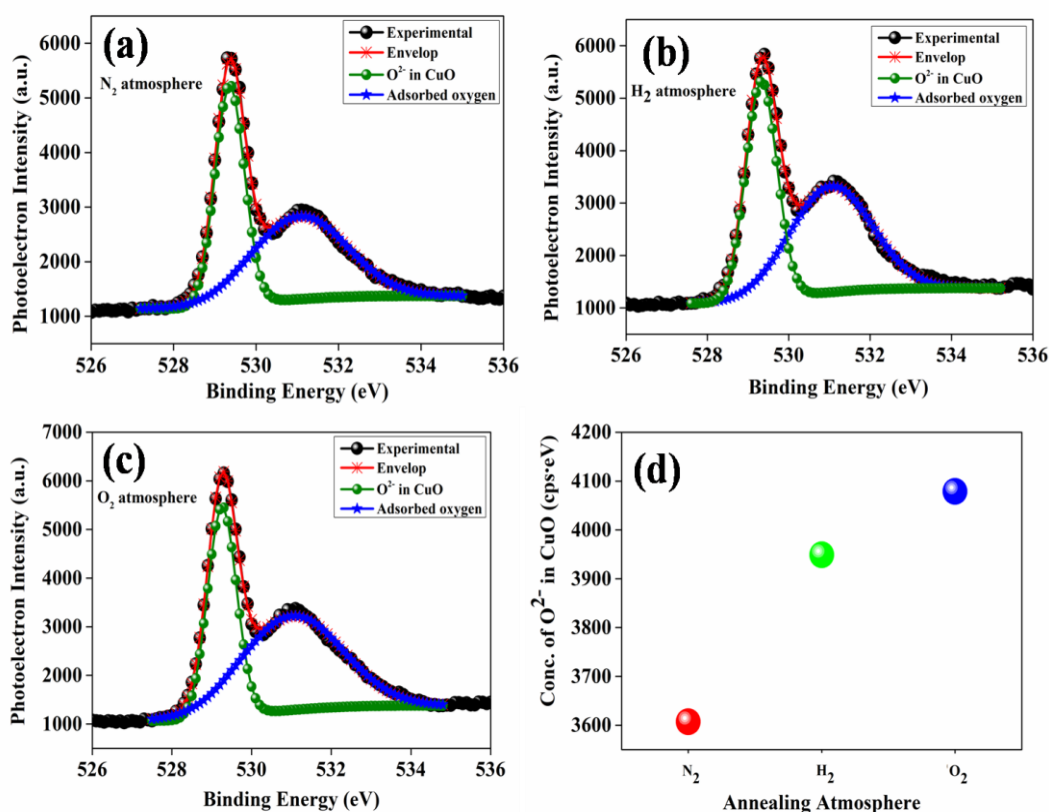 (a)
N₂ atmosphere
Experimental
Envelop
O²⁻ in CuO
Adsorbed oxygen
Photoelectron Intensity (a.u.)
6000
5000
4000
3000
2000
1000
526 528 530 532 534 536
Binding Energy (eV)
(b)
H₂ atmosphere
Experimental
Envelop
O²⁻ in CuO
Adsorbed oxygen
Photoelectron Intensity (a.u.)
6000
5000
4000
3000
2000
1000
526 528 530 532 534 536
Binding Energy (eV)
(c)
O₂ atmosphere
Experimental
Envelop
O²⁻ in CuO
Adsorbed oxygen
Photoelectron Intensity (a.u.)
7000
6000
5000
4000
3000
2000
1000
526 528 530 532 534 536
Binding Energy (eV)
(d)
Conc. of O²⁻ in CuO (cps·eV)
4200
4100
4000
3900
3800
3700
3600
N₂ H₂ 'O₂
Annealing Atmosphere